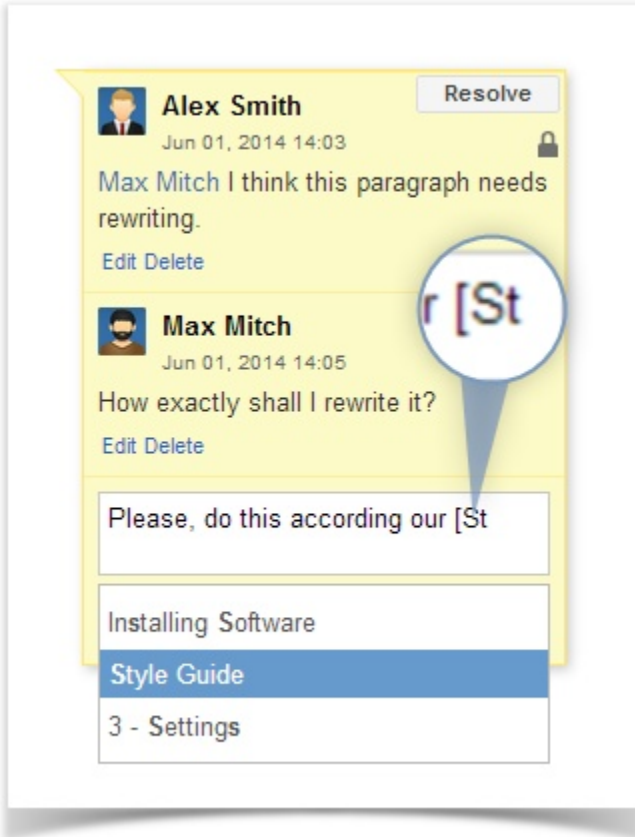 Alex Smith
Resolve
Jun 01, 2014 14:03
Max Mitch I think this paragraph needs
rewriting.
Edit Delete
r [St
Max Mitch
Jun 01, 2014 14:05
How exactly shall I rewrite it?
Edit Delete
Please, do this according our [St
Installing Software
Style Guide
3 - Settings